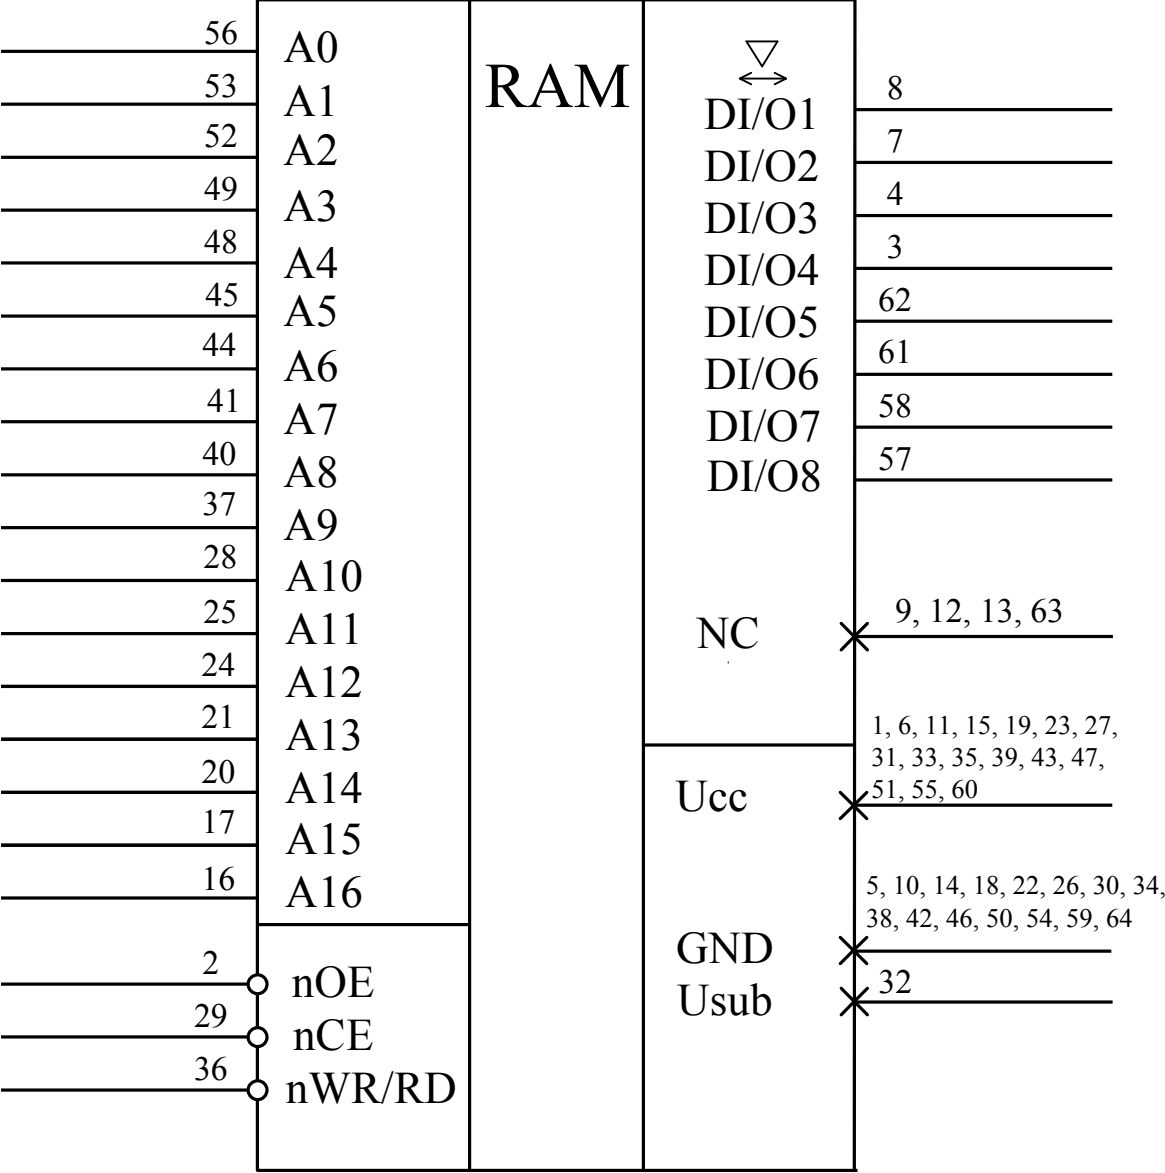 56 A0
53 A1
52 A2
49 A3
48 A4
45 A5
44 A6
41 A7
40 A8
37 A9
28 A10
25 A11
24 A12
21 A13
20 A14
17 A15
16 A16
2 nOE
29 nCE
36 nWR/RD
RAM
DI/O1 8
DI/O2 7
DI/O3 4
DI/O4 3
DI/O5 62
DI/O6 61
DI/O7 58
DI/O8 57
NC 9, 12, 13, 63
1, 6, 11, 15, 19, 23, 27,
31, 33, 35, 39, 43, 47,
Ucc 51, 55, 60
5, 10, 14, 18, 22, 26, 30, 34,
38, 42, 46, 50, 54, 59, 64
GND
Usub 32